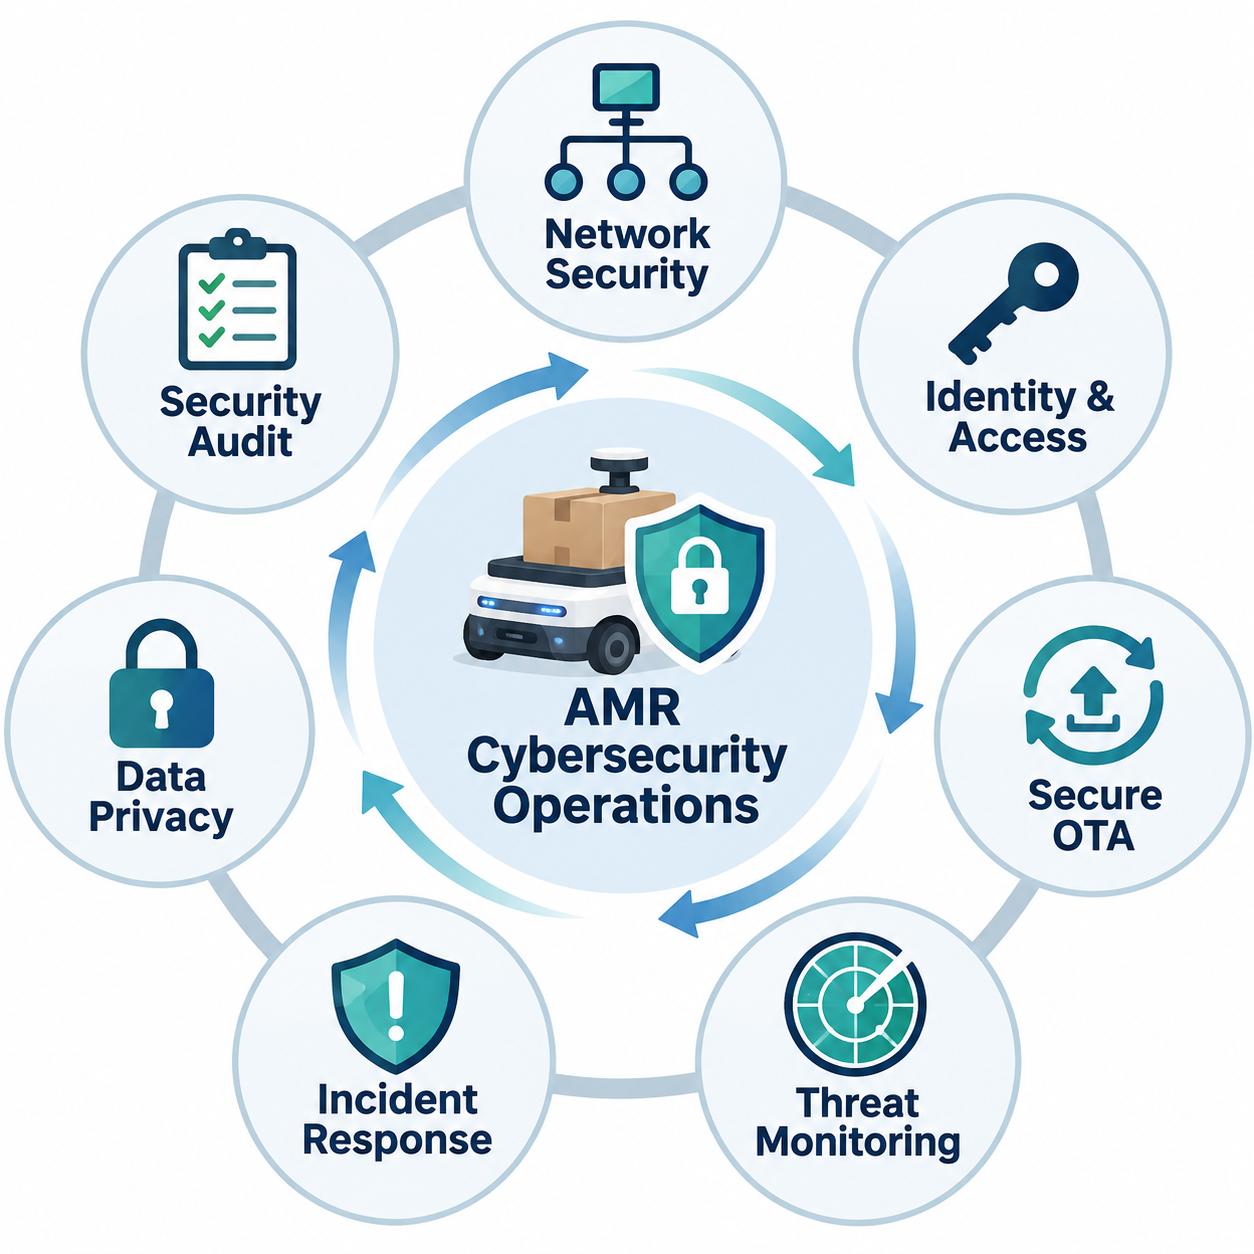 Network
Security
Identity &
Access
Secure
OTA
Threat
Monitoring
Incident
Response
Data
Privacy
Security
Audit
AMR
Cybersecurity
Operations